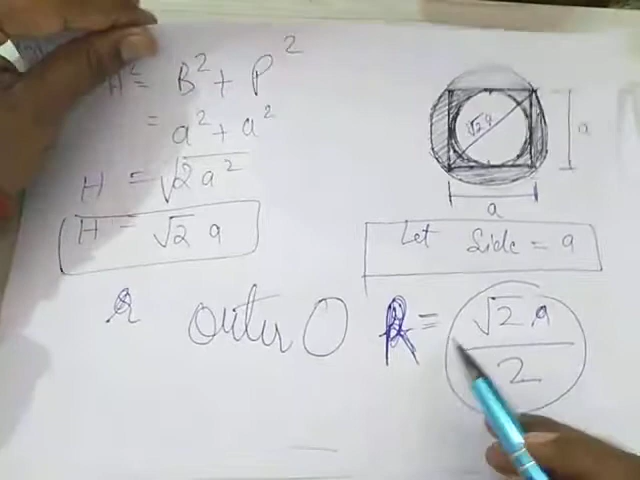 H² = B² + P²
= a² + a²
H = √2a²
H = √2 a
√2 a
a
a
Let Side = a
r outer O R = √2 a / 2